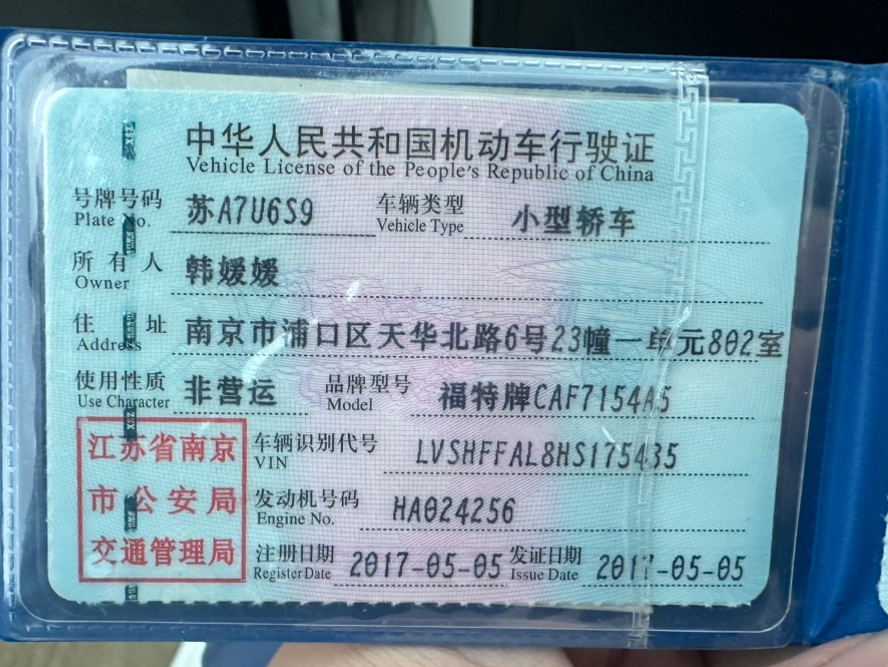 中华人民共和国机动车行驶证
Vehicle License of the People's Republic of China
号牌号码 苏A7U6S9 车辆类型 小型轿车
Plate No. Vehicle Type
所有人 韩嫒嫒
Owner
住址 南京市浦口区天华北路6号23幢一单元802室
Address
使用性质 非营运 品牌型号 福特牌CAF7154A5
Use Character Model
江苏省南京
市公安局
交通管理局
车辆识别代号 LVSHFFAL8HS175435
VIN
发动机号码 HA024256
Engine No.
注册日期 2017-05-05 发证日期 2017-05-05
Register Date Issue Date